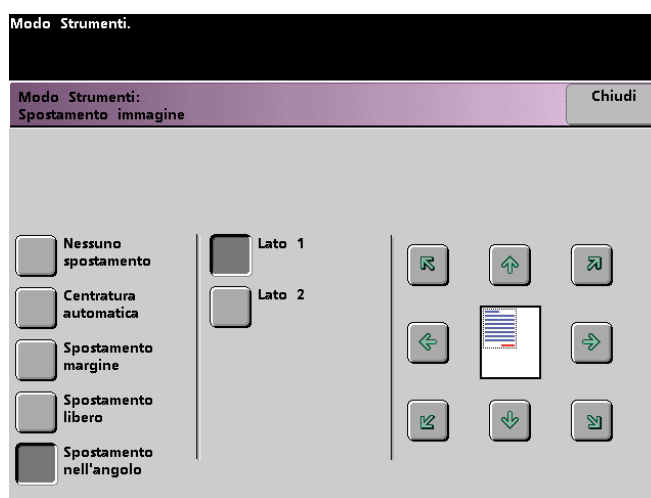 Modo Strumenti.
Modo Strumenti:
Spostamento immagine
Chiudi
Nessuno
spostamento
Centratura
automatica
Spostamento
margine
Spostamento
libero
Spostamento
nell'angolo
Lato 1
Lato 2